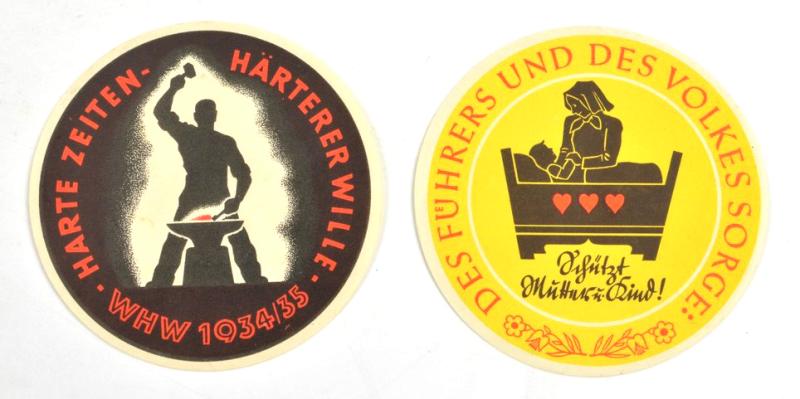 HARTE ZEITEN- HÄRTERER WILLE ·
· WHW 1934/35 ·
DES FÜHRERS UND DES VOLKES SORGE:
Schützt
Mutter u. Kind!